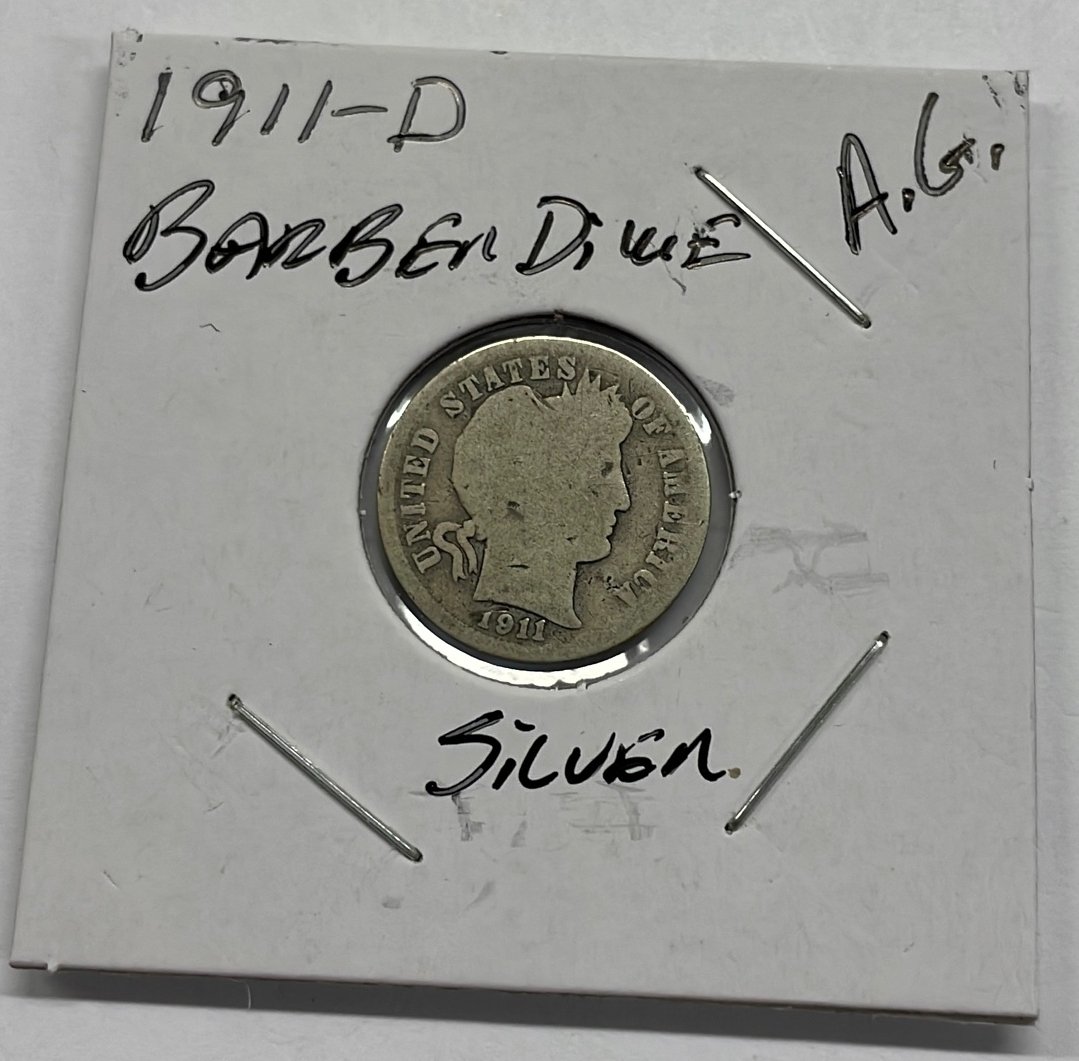 1911-D
A.G.
BARBER DIME
UNITED STATES OF AMERICA
1911
SILVER